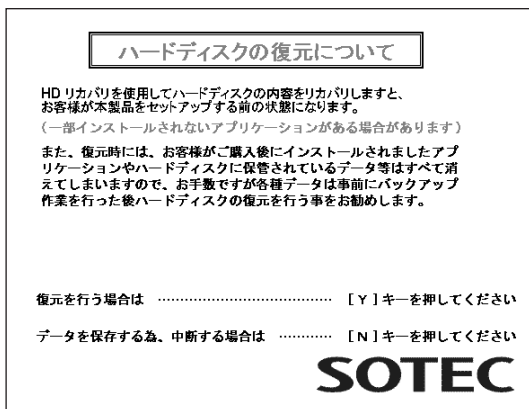 ハードディスクの復元について
HD リカバリを使用してハードディスクの内容をリカバリしますと、
お客様が本製品をセットアップする前の状態になります。
（一部インストールされないアプリケーションがある場合があります）
また、復元時には、お客様がご購入後にインストールされましたアプ
リケーションやハードディスクに保管されているデータ等はすべて消
えてしまいますので、お手数ですが各種データは事前にバックアップ
作業を行った後ハードディスクの復元を行う事をお勧めします。
復元を行う場合は ………………………………… ［Ｙ］キーを押してください
データを保存する為、中断する場合は ………… ［Ｎ］キーを押してください
SOTEC